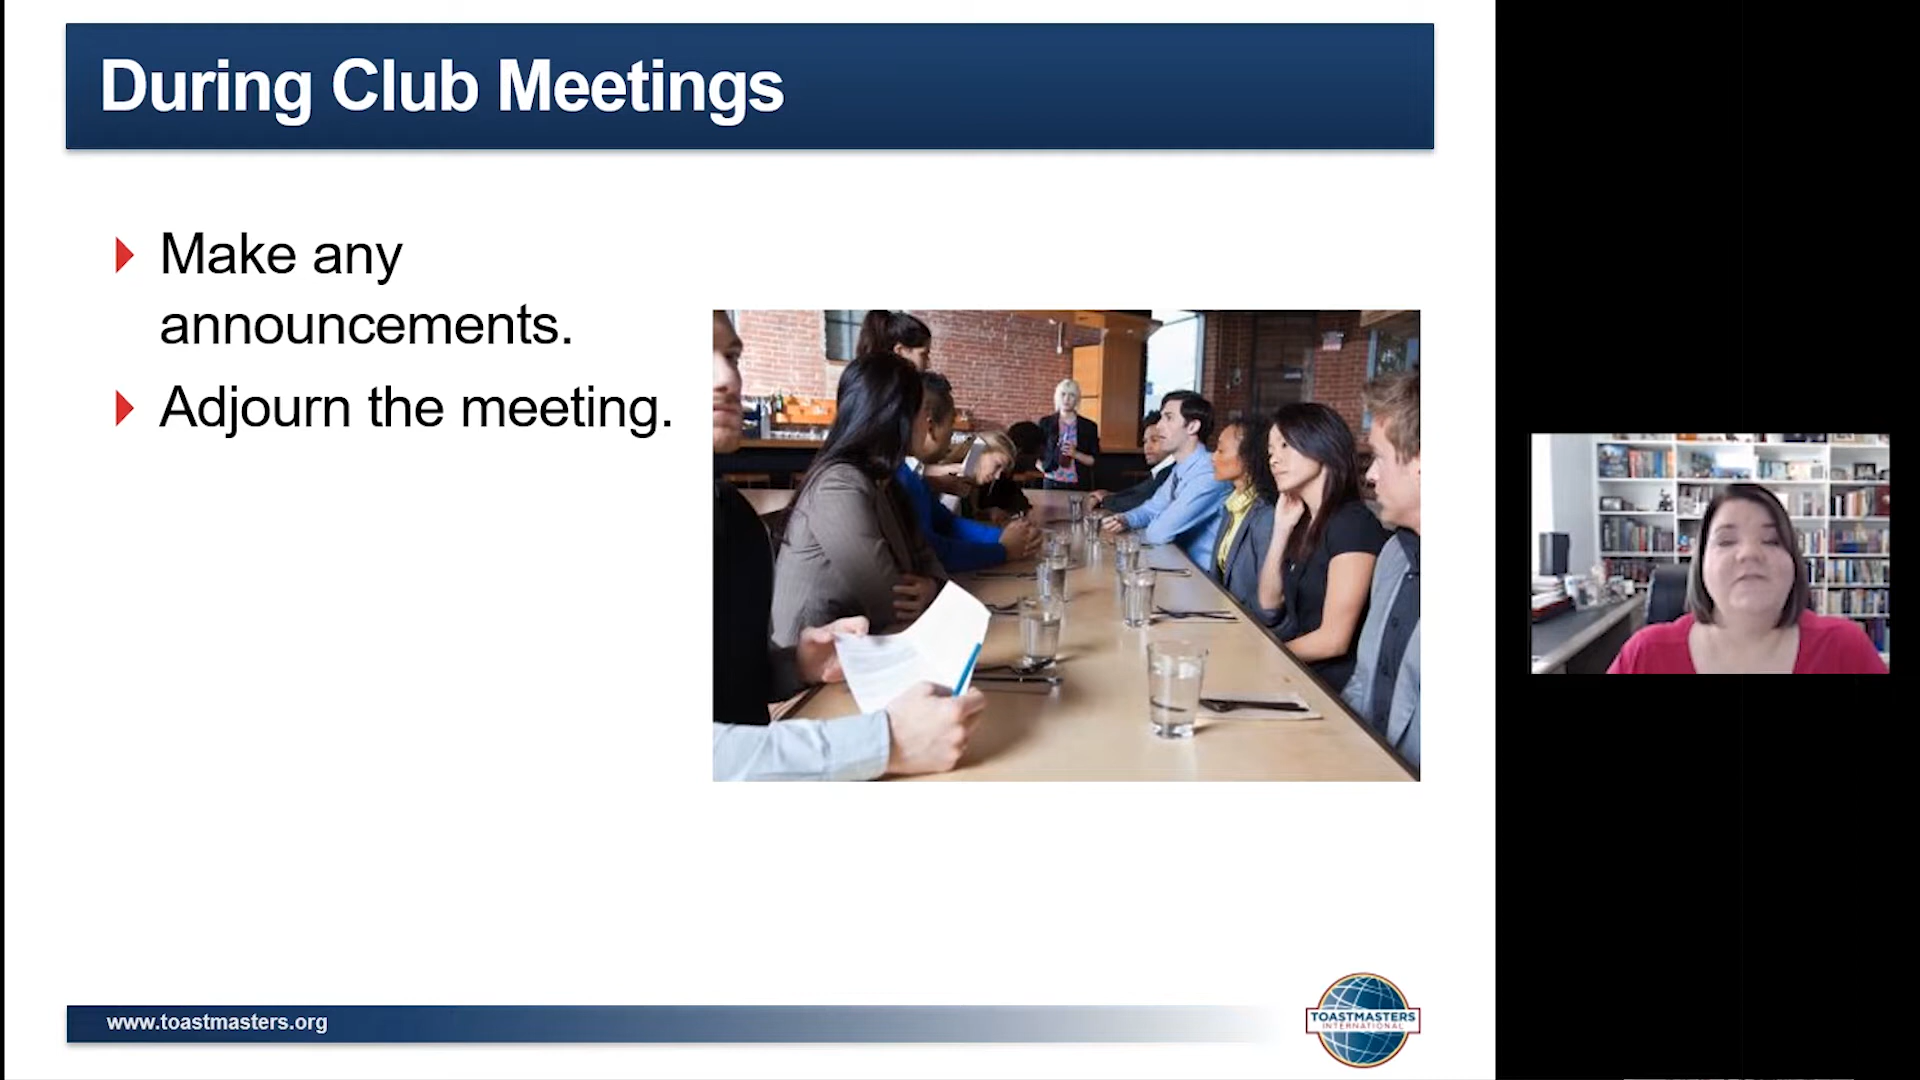 During Club Meetings
Make any
announcements.
Adjourn the meeting.
www.toastmasters.org
TOASTMASTERS
INTERNATIONAL